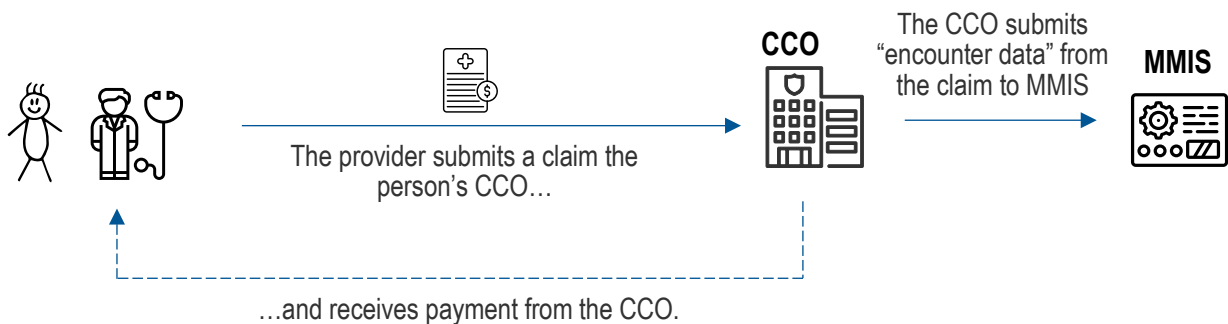 The provider submits a claim the
person’s CCO…
…and receives payment from the CCO.
CCO
The CCO submits
“encounter data” from
the claim to MMIS
MMIS
$